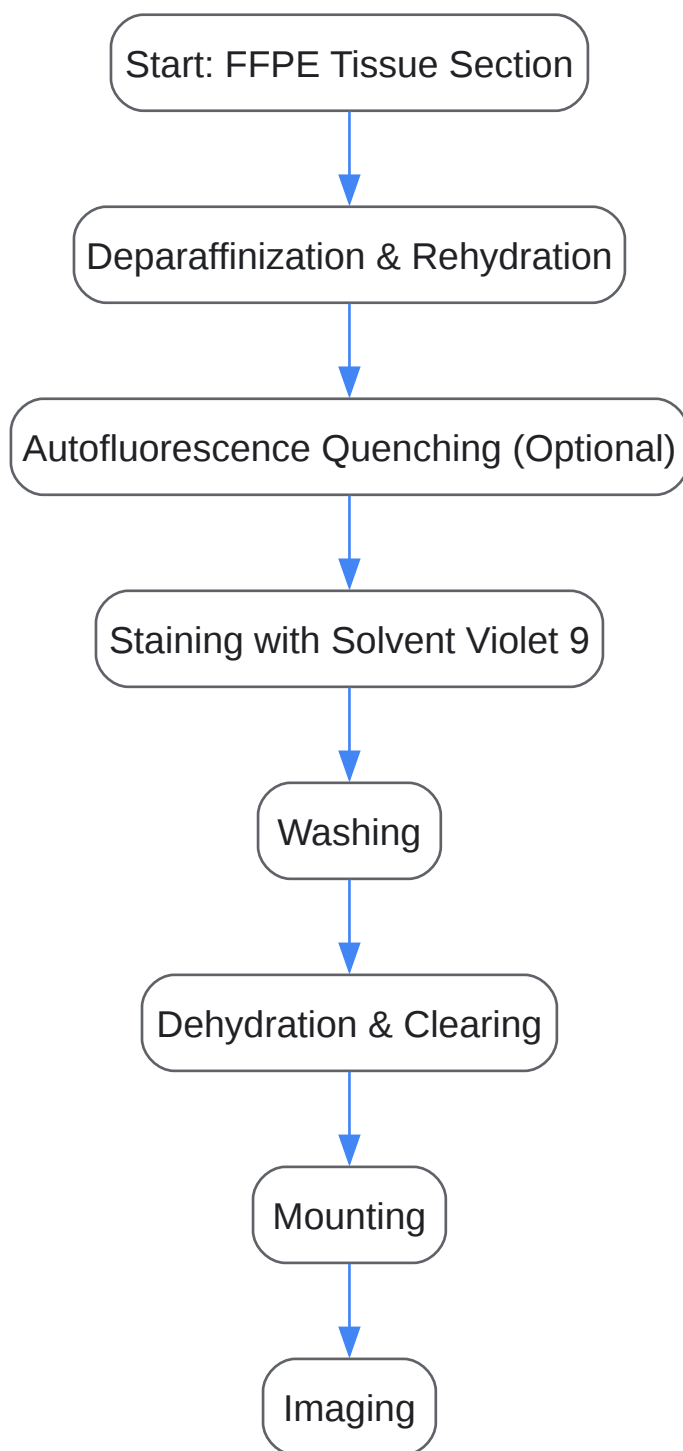 Start: FFPE Tissue Section
Deparaffinization & Rehydration
Autofluorescence Quenching (Optional)
Staining with Solvent Violet 9
Washing
Dehydration & Clearing
Mounting
Imaging